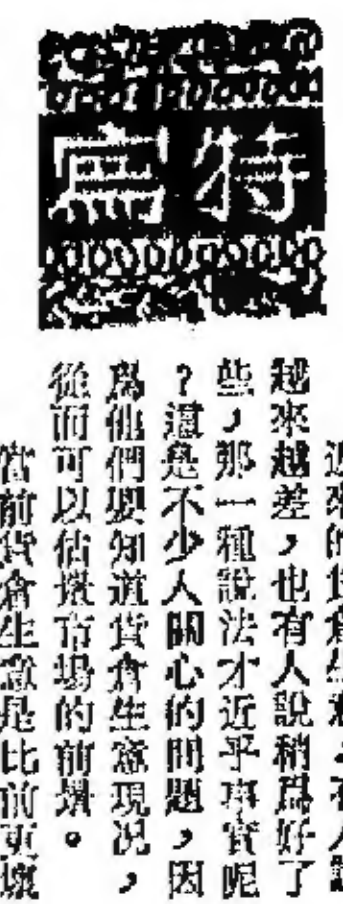 特寫
近來的貨倉生意，有人說
越來越差，也有人說稍爲好了
些，那一種說法才近乎事實呢
？還是不少人關心的問題，因
爲他們要知道貨倉生意現况，
從而可以估樓市場的前景。
當前貨倉生意是比前更壞